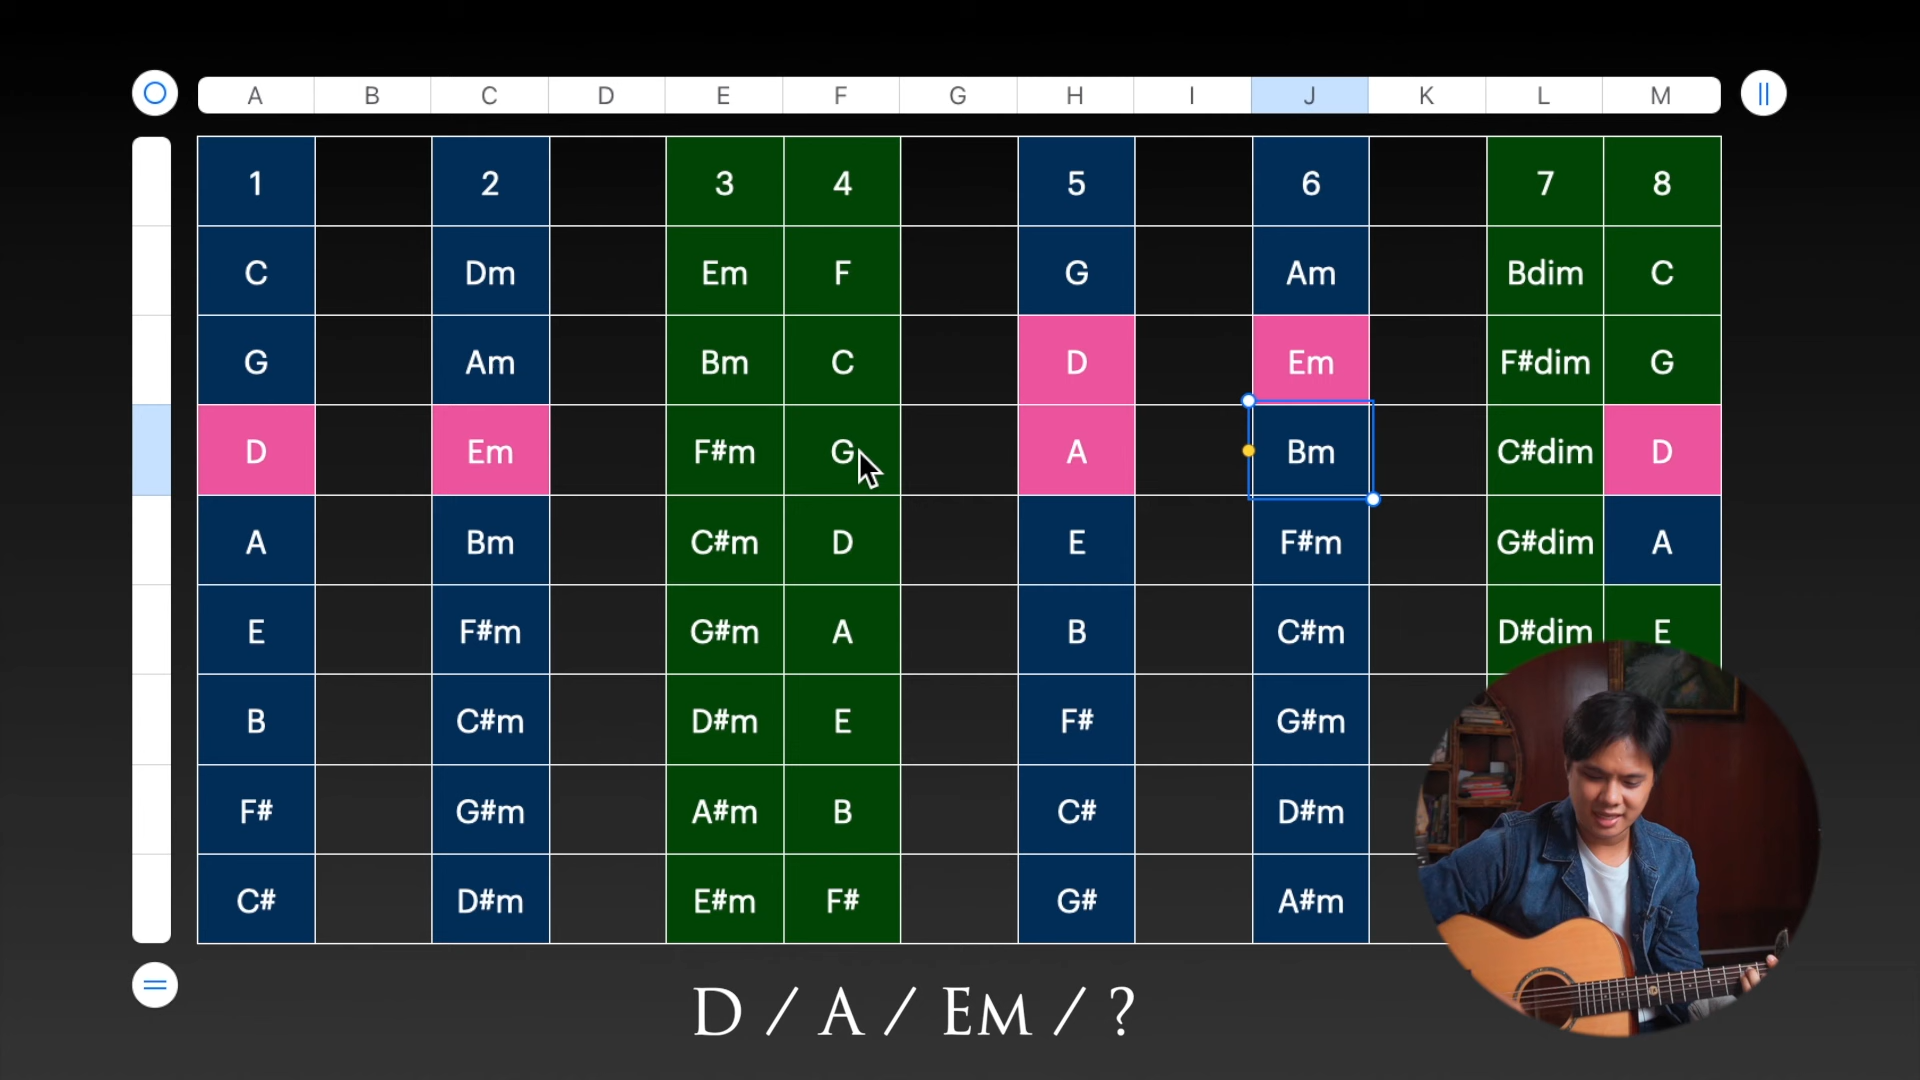 A B C D E F G H I J K L M
1 2 3 4 5 6 7 8
C Dm Em F G Am Bdim C
G Am Bm C D Em F#dim G
D Em F#m G A Bm C#dim D
A Bm C#m D E F#m G#dim A
E F#m G#m A B C#m D#dim E
B C#m D#m E F# G#m
F# G#m A#m B C# D#m
C# D#m E#m F# G# A#m
D / A / EM / ?